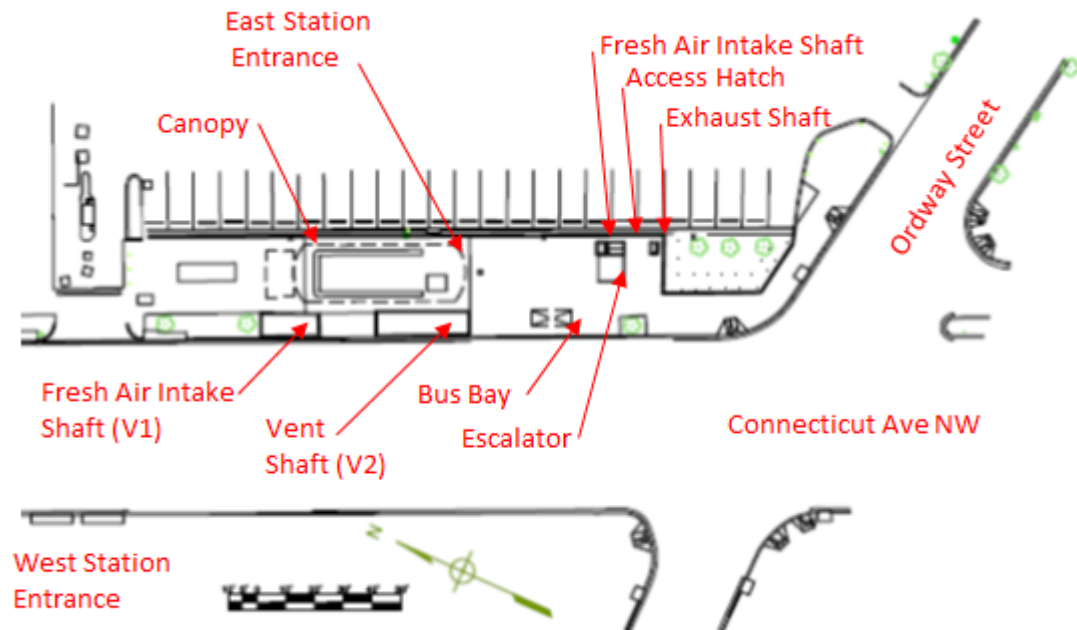 East Station
Entrance
Fresh Air Intake Shaft
Access Hatch
Canopy
Exhaust Shaft
Ordway Street
Fresh Air Intake
Shaft (V1)
Vent
Shaft (V2)
Bus Bay
Escalator
Connecticut Ave NW
N
West Station
Entrance